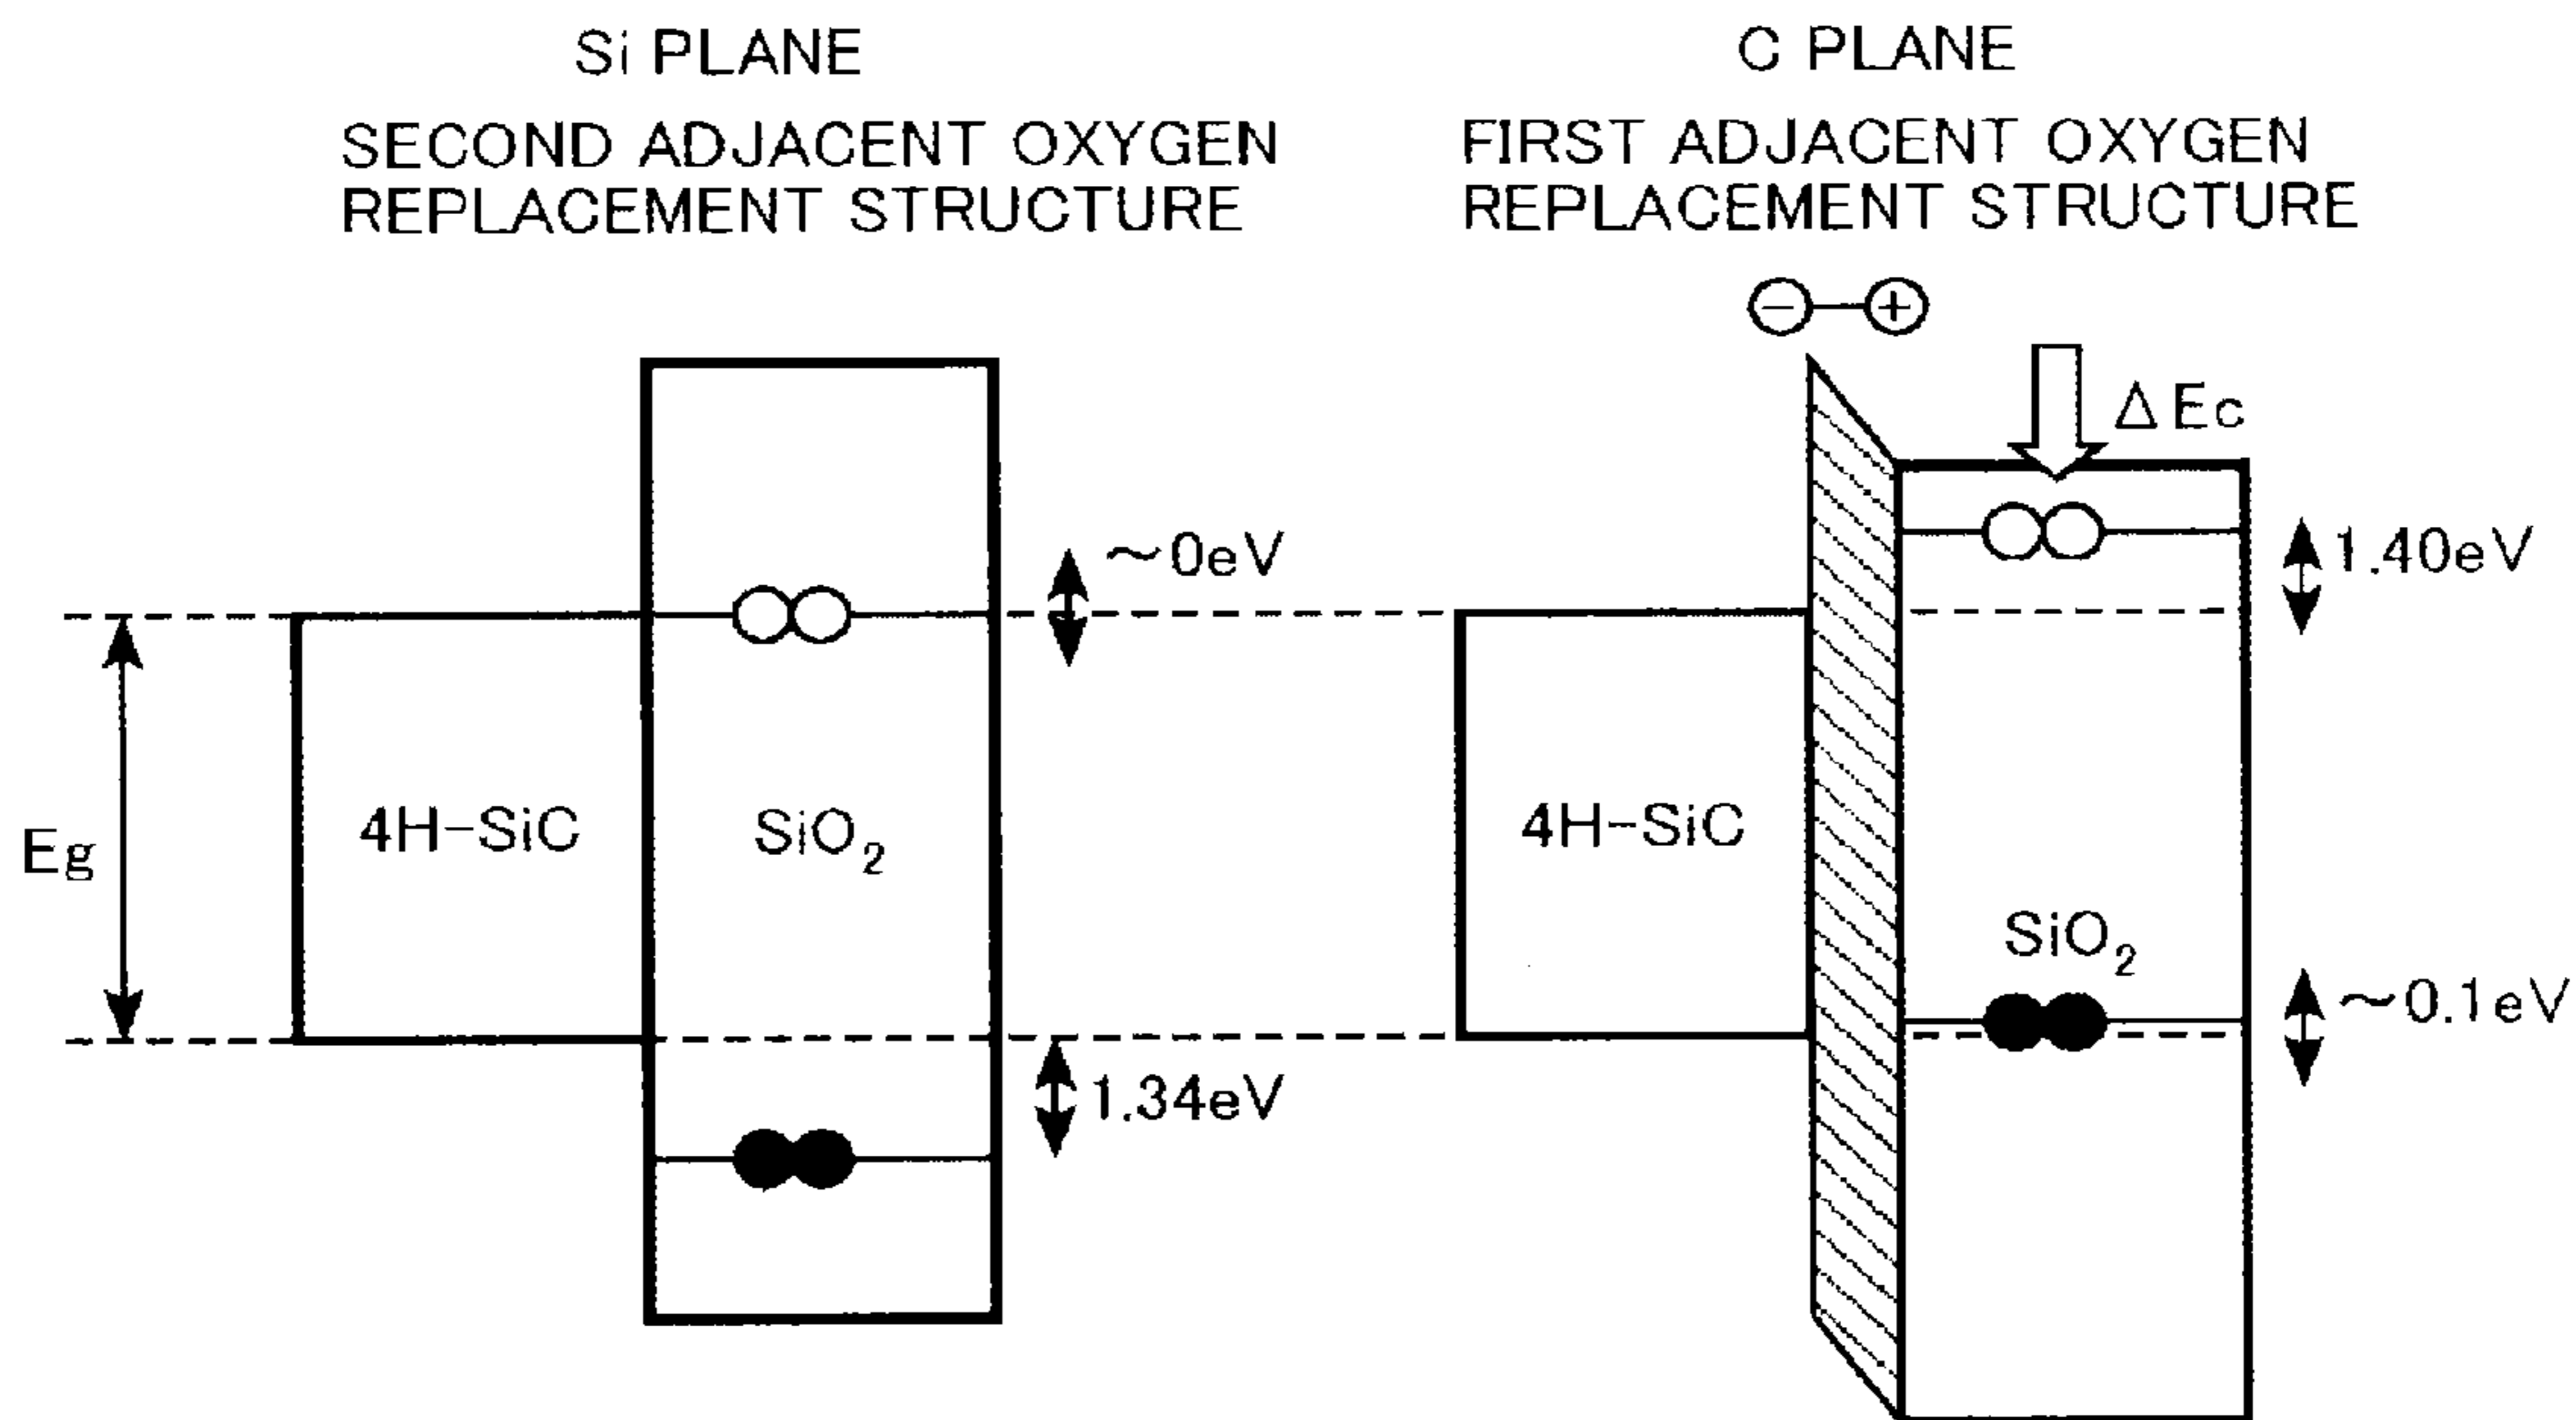 Si PLANE
SECOND ADJACENT OXYGEN
REPLACEMENT STRUCTURE
~0eV
Eg
4H-SiC
SiO₂
1.34eV
C PLANE
FIRST ADJACENT OXYGEN
REPLACEMENT STRUCTURE
− +
ΔEc
1.40eV
4H-SiC
SiO₂
~0.1eV